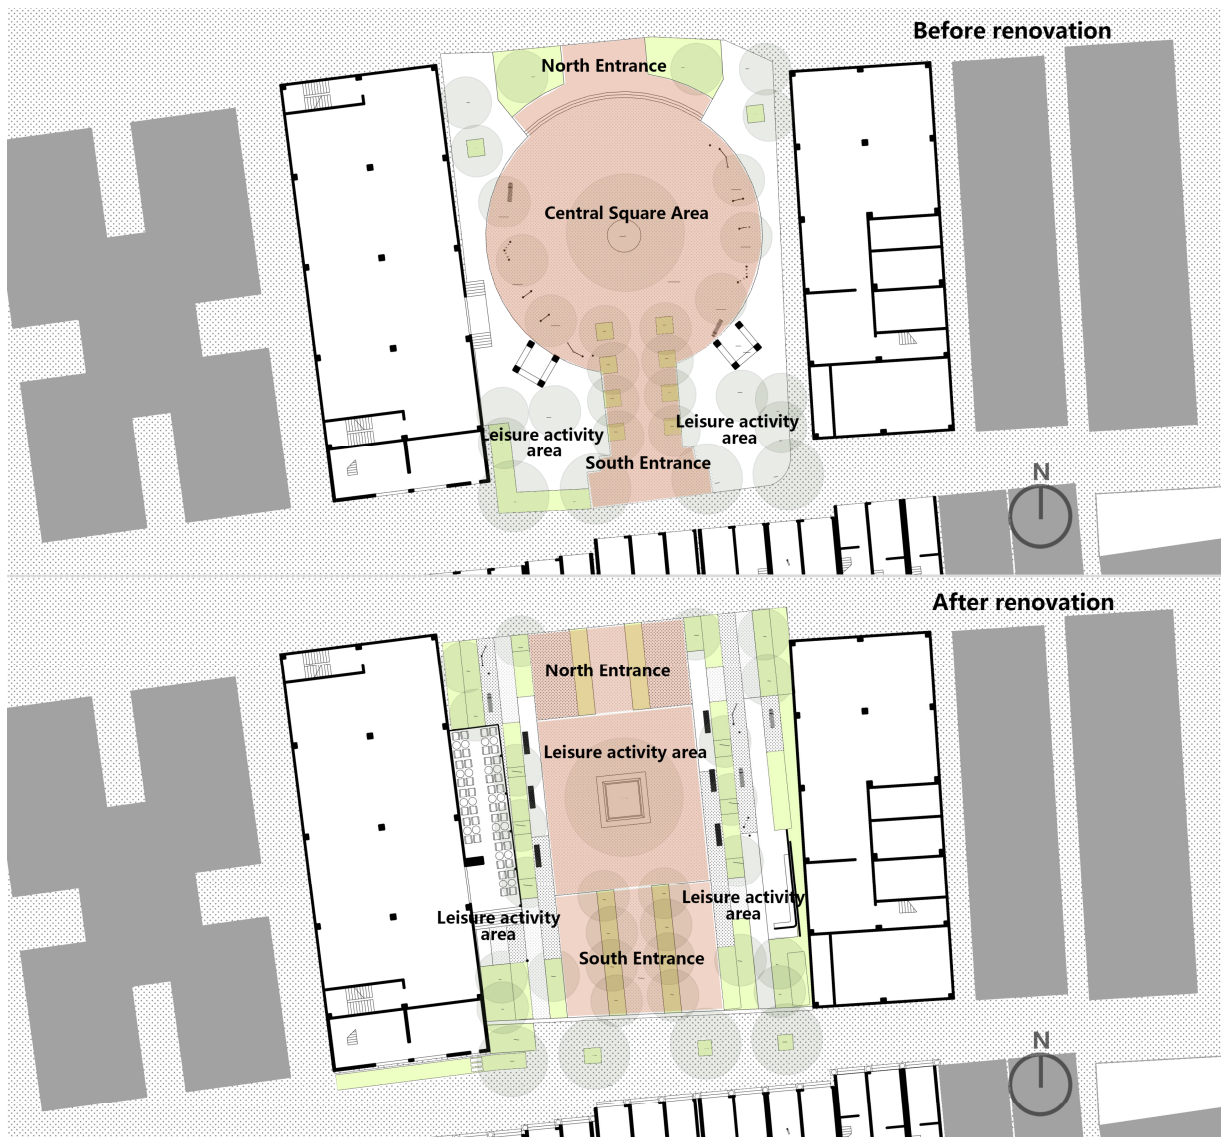 Before renovation
North Entrance
Central Square Area
Leisure activity
area
Leisure activity
area
South Entrance
N
After renovation
North Entrance
Leisure activity area
Leisure activity
area
Leisure activity
area
South Entrance
N